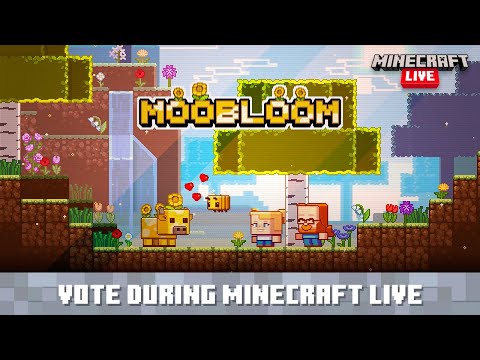 MINECRAFT
LIVE
MOOBLOOM
VOTE DURING MINECRAFT LIVE